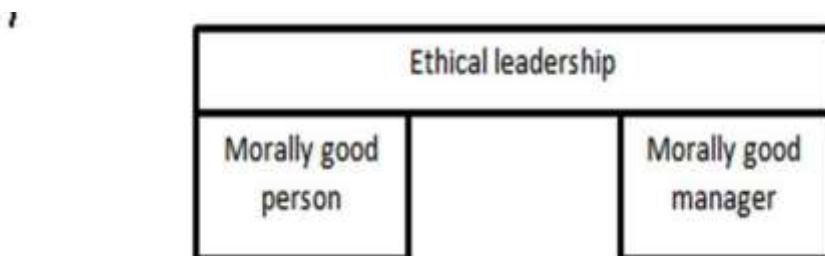 Ethical leadership
Morally good
person
Morally good
manager